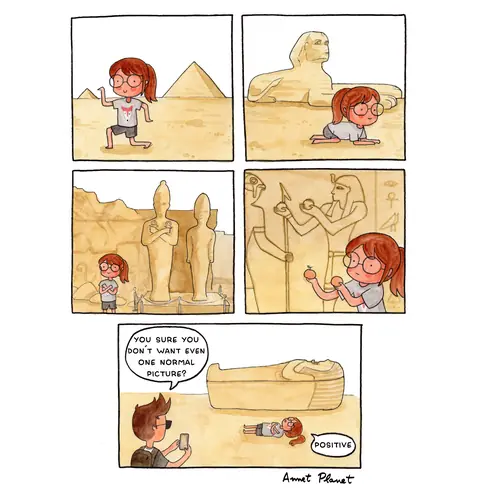 YOU SURE YOU
DON'T WANT EVEN
ONE NORMAL
PICTURE?
POSITIVE
Annet Planet